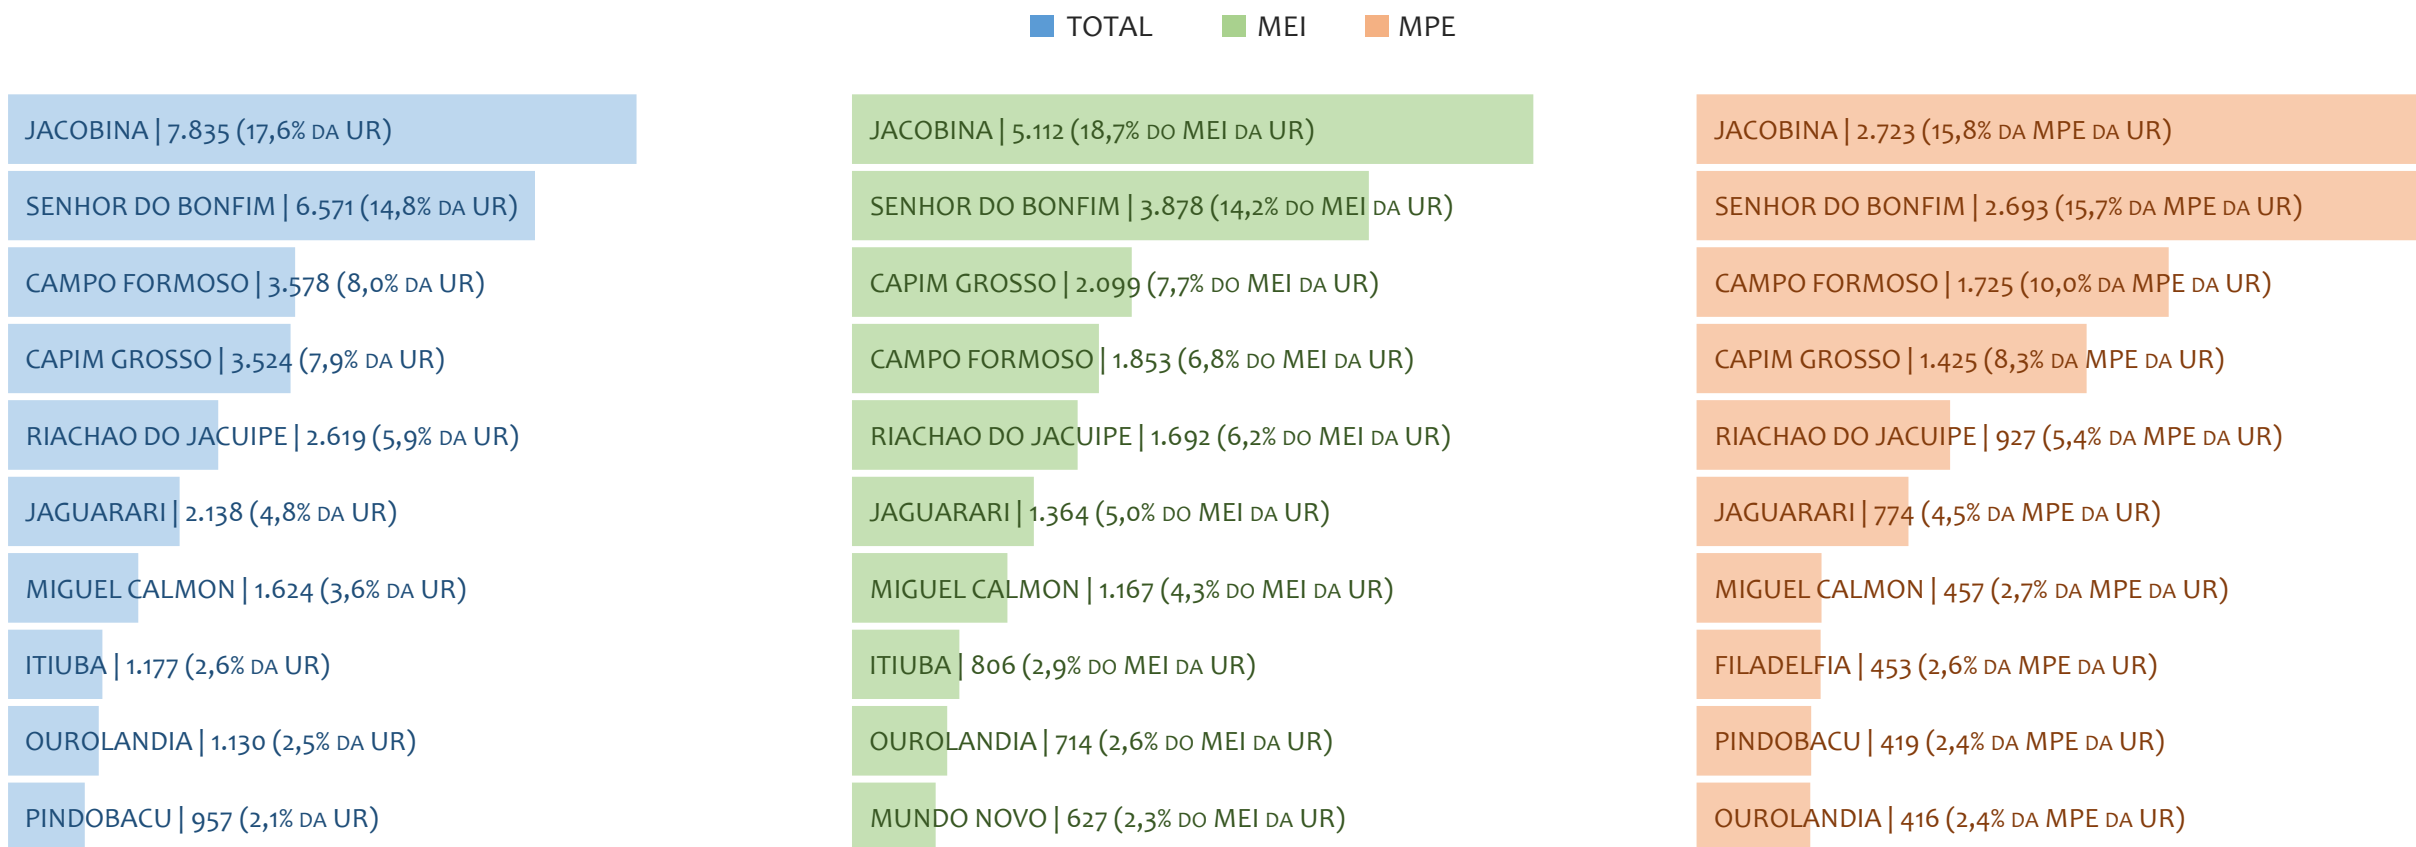 TOTAL
MEI
MPE
JACOBINA | 7.835 (17,6% DA UR)
SENHOR DO BONFIM | 6.571 (14,8% DA UR)
CAMPO FORMOSO | 3.578 (8,0% DA UR)
CAPIM GROSSO | 3.524 (7,9% DA UR)
RIACHAO DO JACUIPE | 2.619 (5,9% DA UR)
JAGUARARI | 2.138 (4,8% DA UR)
MIGUEL CALMON | 1.624 (3,6% DA UR)
ITIUBA | 1.177 (2,6% DA UR)
OUROLANDIA | 1.130 (2,5% DA UR)
PINDOBACU | 957 (2,1% DA UR)
JACOBINA | 5.112 (18,7% DO MEI DA UR)
SENHOR DO BONFIM | 3.878 (14,2% DO MEI DA UR)
CAPIM GROSSO | 2.099 (7,7% DO MEI DA UR)
CAMPO FORMOSO | 1.853 (6,8% DO MEI DA UR)
RIACHAO DO JACUIPE | 1.692 (6,2% DO MEI DA UR)
JAGUARARI | 1.364 (5,0% DO MEI DA UR)
MIGUEL CALMON | 1.167 (4,3% DO MEI DA UR)
ITIUBA | 806 (2,9% DO MEI DA UR)
OUROLANDIA | 714 (2,6% DO MEI DA UR)
MUNDO NOVO | 627 (2,3% DO MEI DA UR)
JACOBINA | 2.723 (15,8% DA MPE DA UR)
SENHOR DO BONFIM | 2.693 (15,7% DA MPE DA UR)
CAMPO FORMOSO | 1.725 (10,0% DA MPE DA UR)
CAPIM GROSSO | 1.425 (8,3% DA MPE DA UR)
RIACHAO DO JACUIPE | 927 (5,4% DA MPE DA UR)
JAGUARARI | 774 (4,5% DA MPE DA UR)
MIGUEL CALMON | 457 (2,7% DA MPE DA UR)
FILADELFIA | 453 (2,6% DA MPE DA UR)
PINDOBACU | 419 (2,4% DA MPE DA UR)
OUROLANDIA | 416 (2,4% DA MPE DA UR)